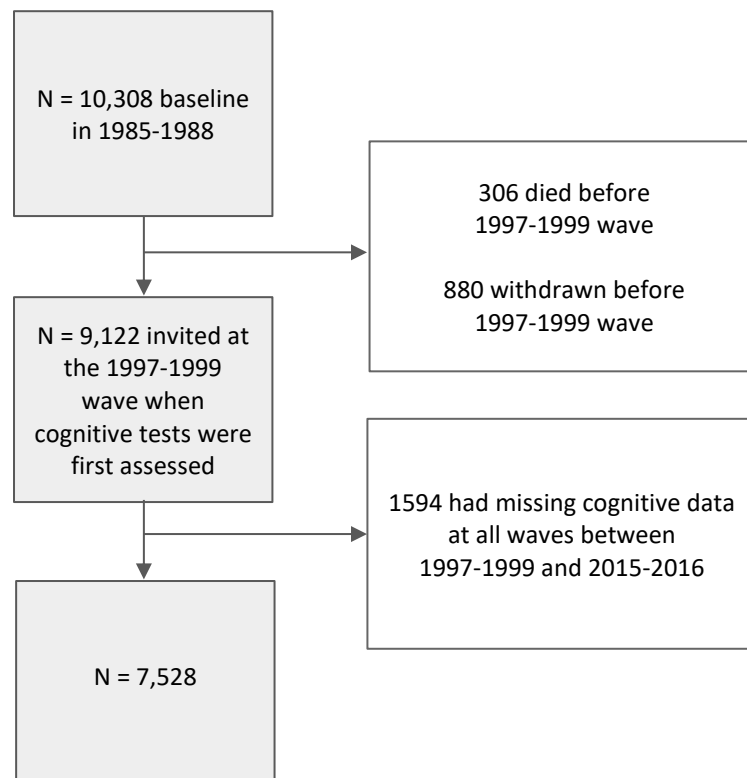 N = 10,308 baseline
in 1985-1988
306 died before
1997-1999 wave
880 withdrawn before
1997-1999 wave
N = 9,122 invited at
the 1997-1999
wave when
cognitive tests were
first assessed
1594 had missing cognitive data
at all waves between
1997-1999 and 2015-2016
N = 7,528